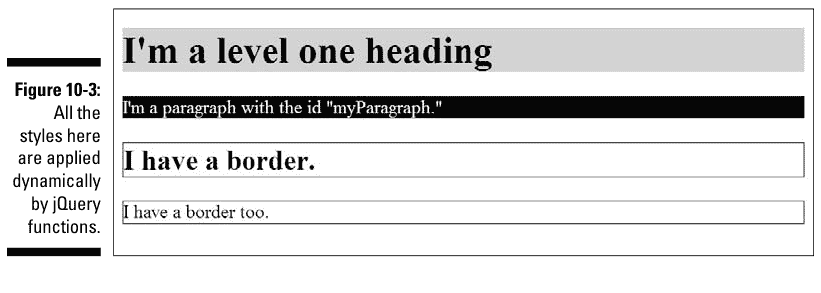 Figure 10-3:
All the
styles here
are applied
dynamically
by jQuery
functions.
I'm a level one heading
I'm a paragraph with the id "myParagraph."
I have a border.
I have a border too.